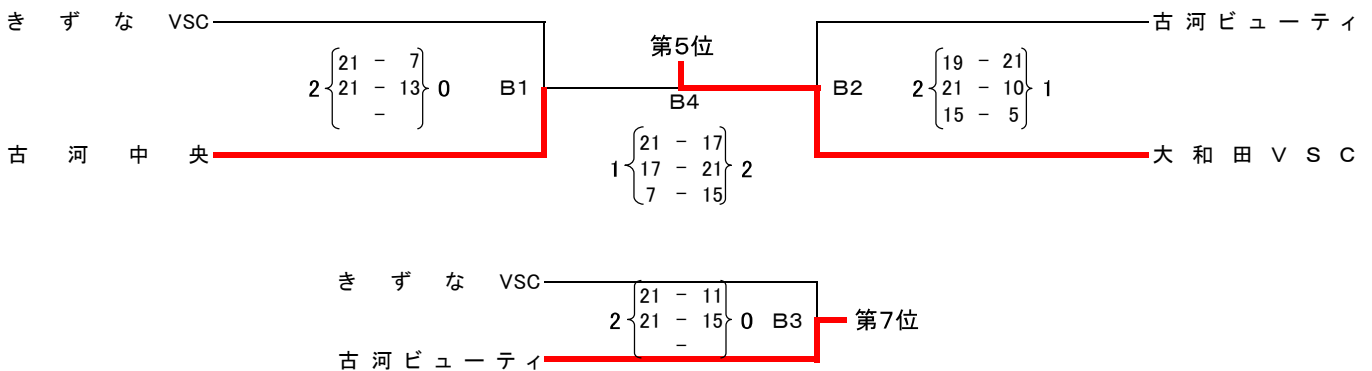 きずなVSC
古河ビューティ
第5位
2 21 - 7 0 B1
21 - 13
-
B4
B2 2 19 - 21 1
21 - 10
15 - 5
古河中央
大和田VSC
1 21 - 17 2
17 - 21
7 - 15
きずなVSC
2 21 - 11 0 B3 第7位
21 - 15
-
古河ビューティ